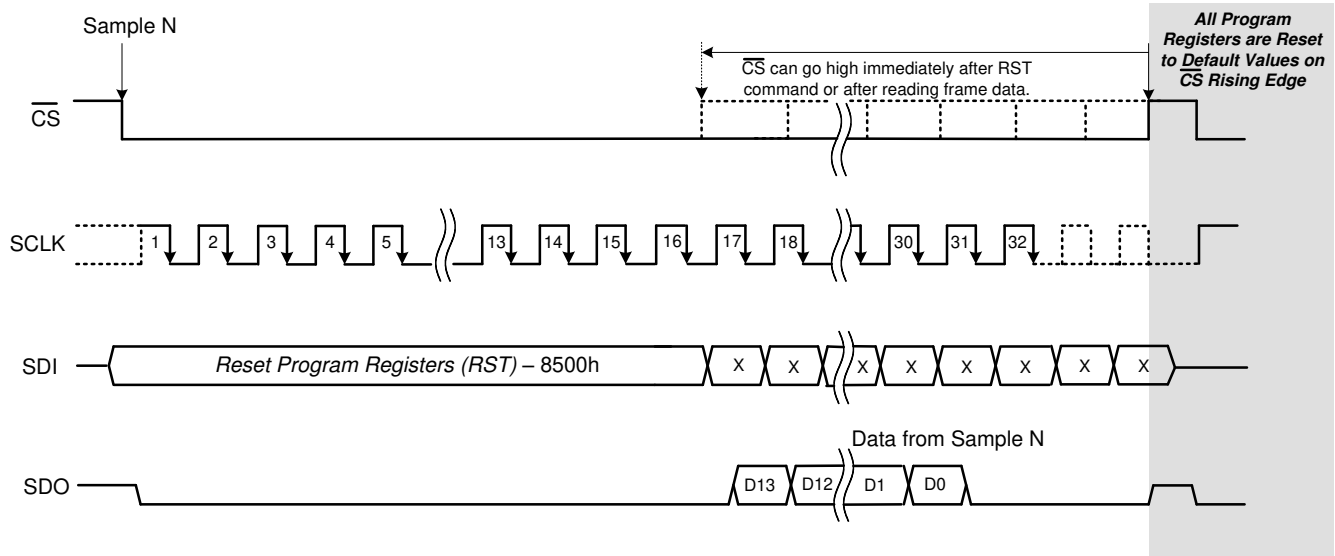 Sample N
All Program
Registers are Reset
to Default Values on
CS Rising Edge
CS can go high immediately after RST
command or after reading frame data.
CS
SCLK
1 2 3 4 5 13 14 15 16 17 18 30 31 32
SDI
Reset Program Registers (RST) – 8500h
X X X X X X X X
Data from Sample N
SDO
D13 D12 D1 D0